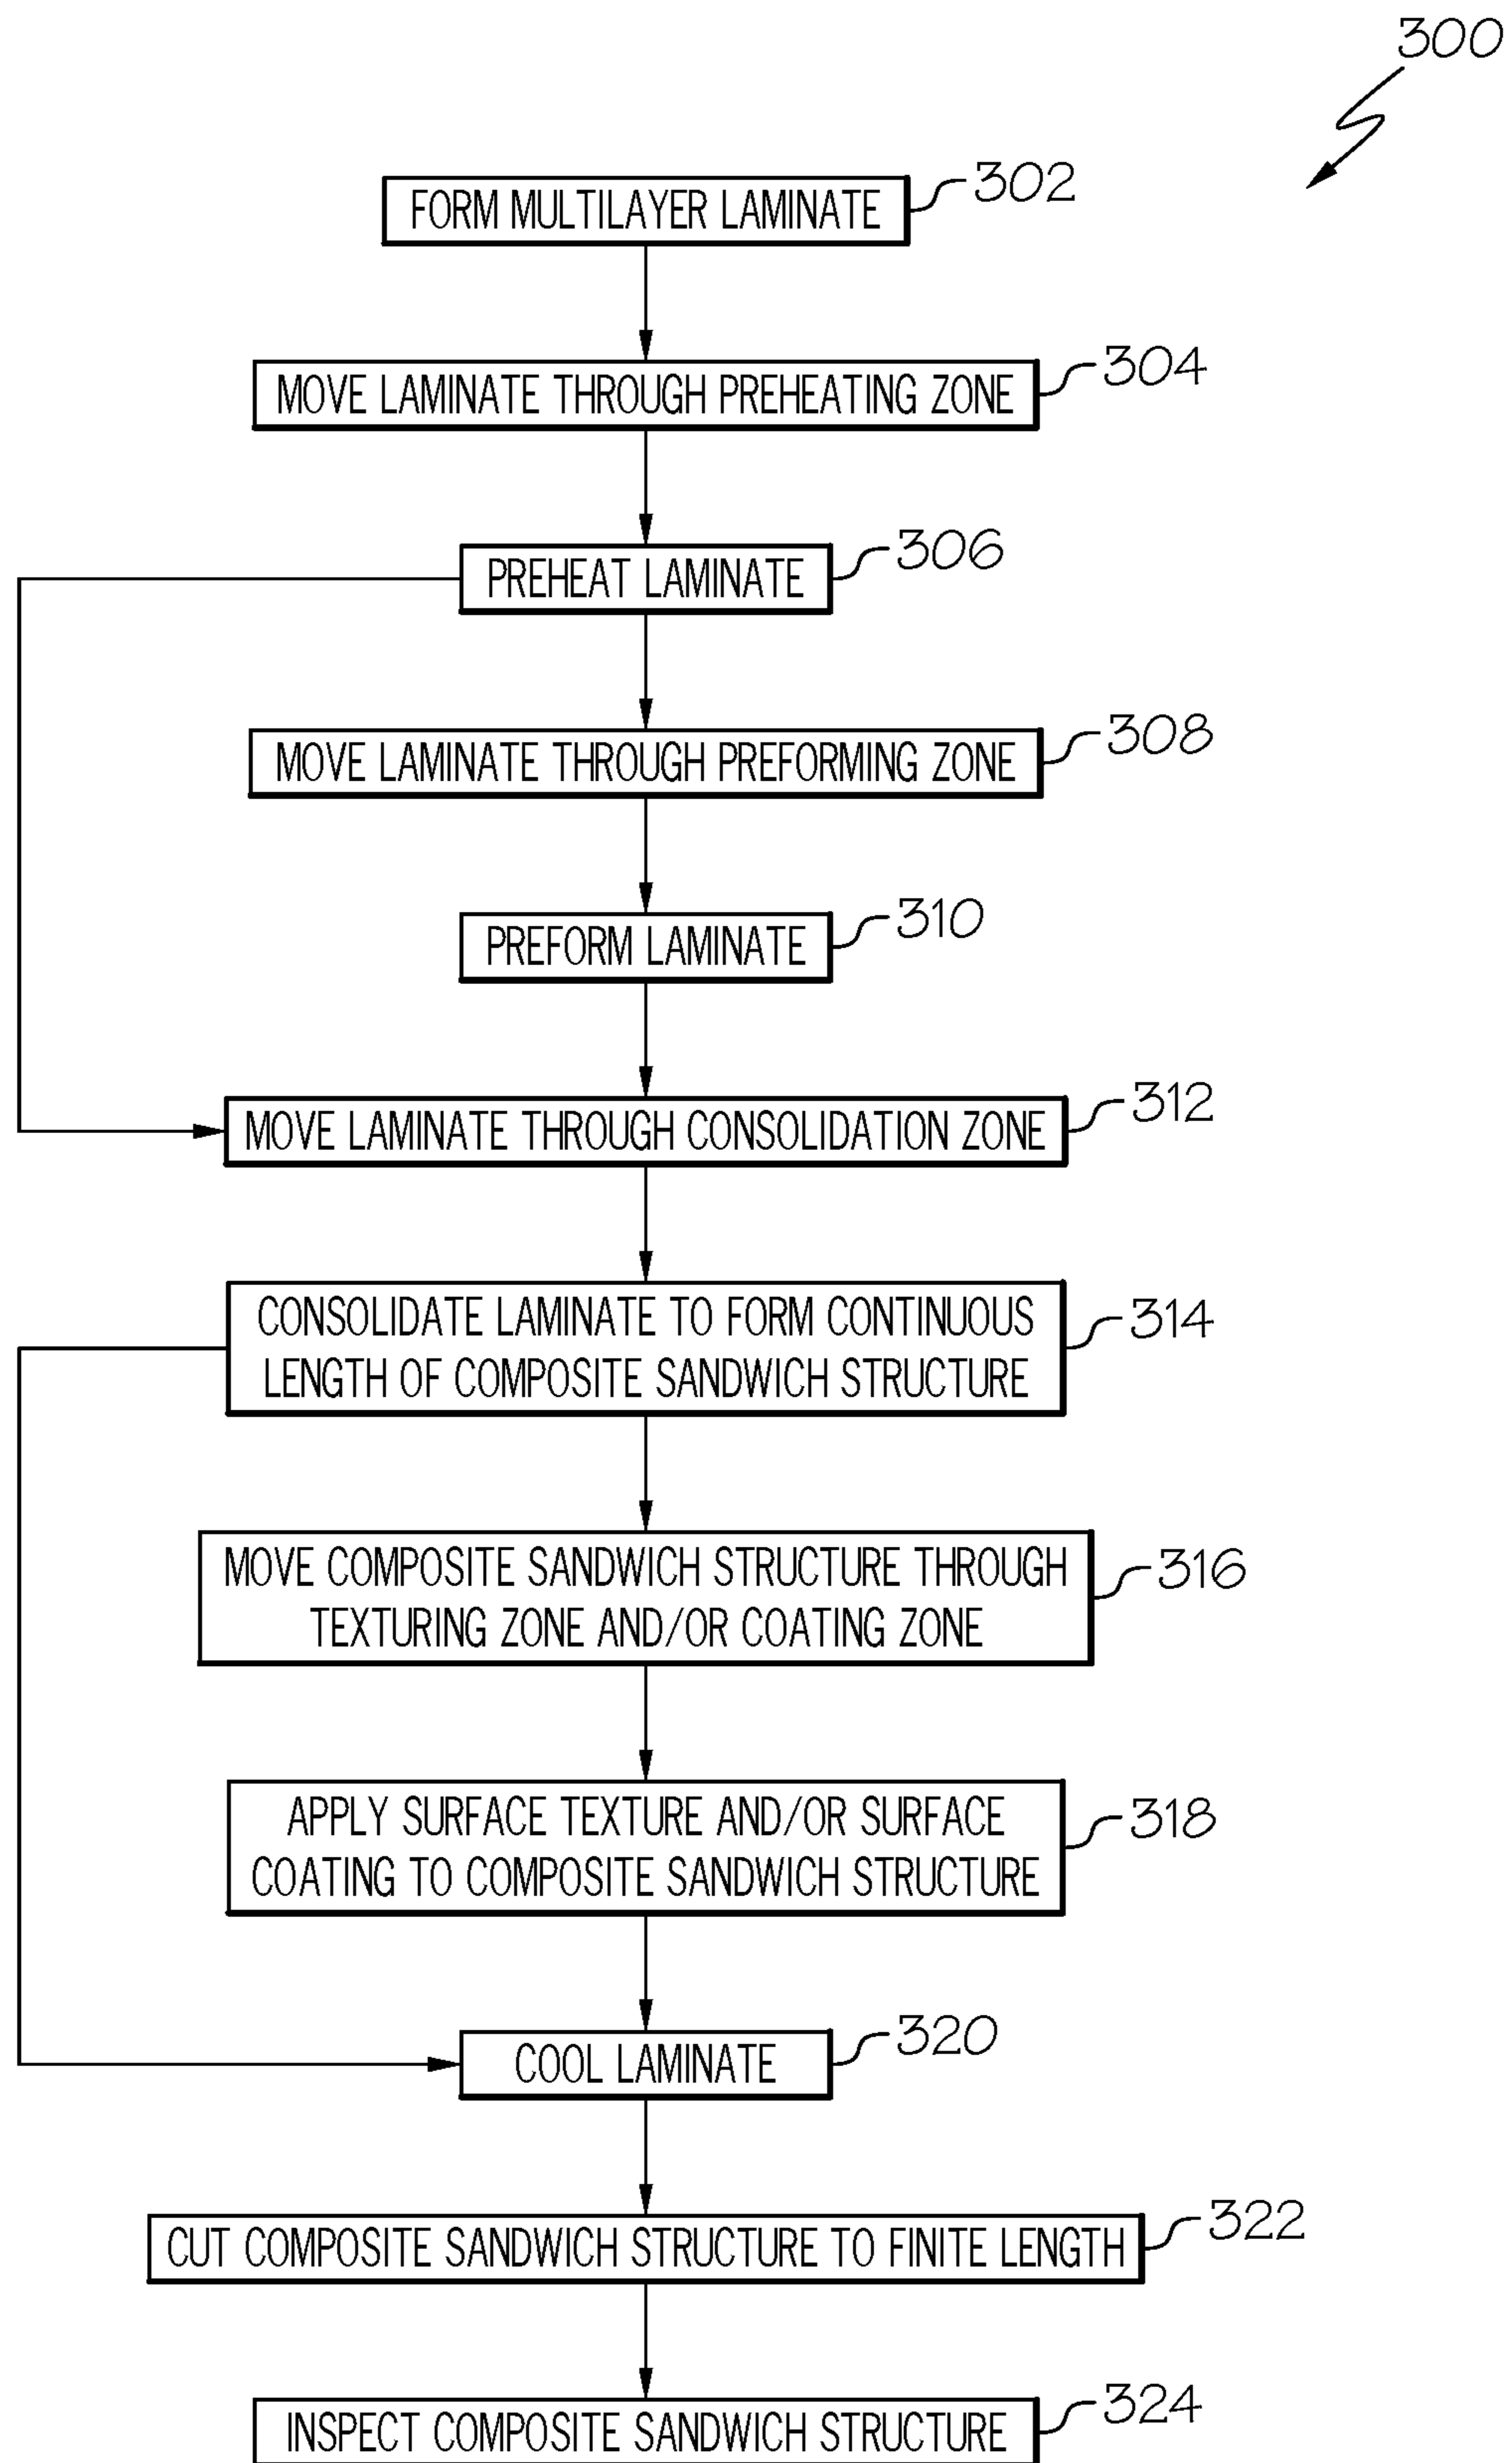 300
FORM MULTILAYER LAMINATE
302
MOVE LAMINATE THROUGH PREHEATING ZONE
304
PREHEAT LAMINATE
306
MOVE LAMINATE THROUGH PREFORMING ZONE
308
PREFORM LAMINATE
310
MOVE LAMINATE THROUGH CONSOLIDATION ZONE
312
CONSOLIDATE LAMINATE TO FORM CONTINUOUS
LENGTH OF COMPOSITE SANDWICH STRUCTURE
314
MOVE COMPOSITE SANDWICH STRUCTURE THROUGH
TEXTURING ZONE AND/OR COATING ZONE
316
APPLY SURFACE TEXTURE AND/OR SURFACE
COATING TO COMPOSITE SANDWICH STRUCTURE
318
COOL LAMINATE
320
CUT COMPOSITE SANDWICH STRUCTURE TO FINITE LENGTH
322
INSPECT COMPOSITE SANDWICH STRUCTURE
324